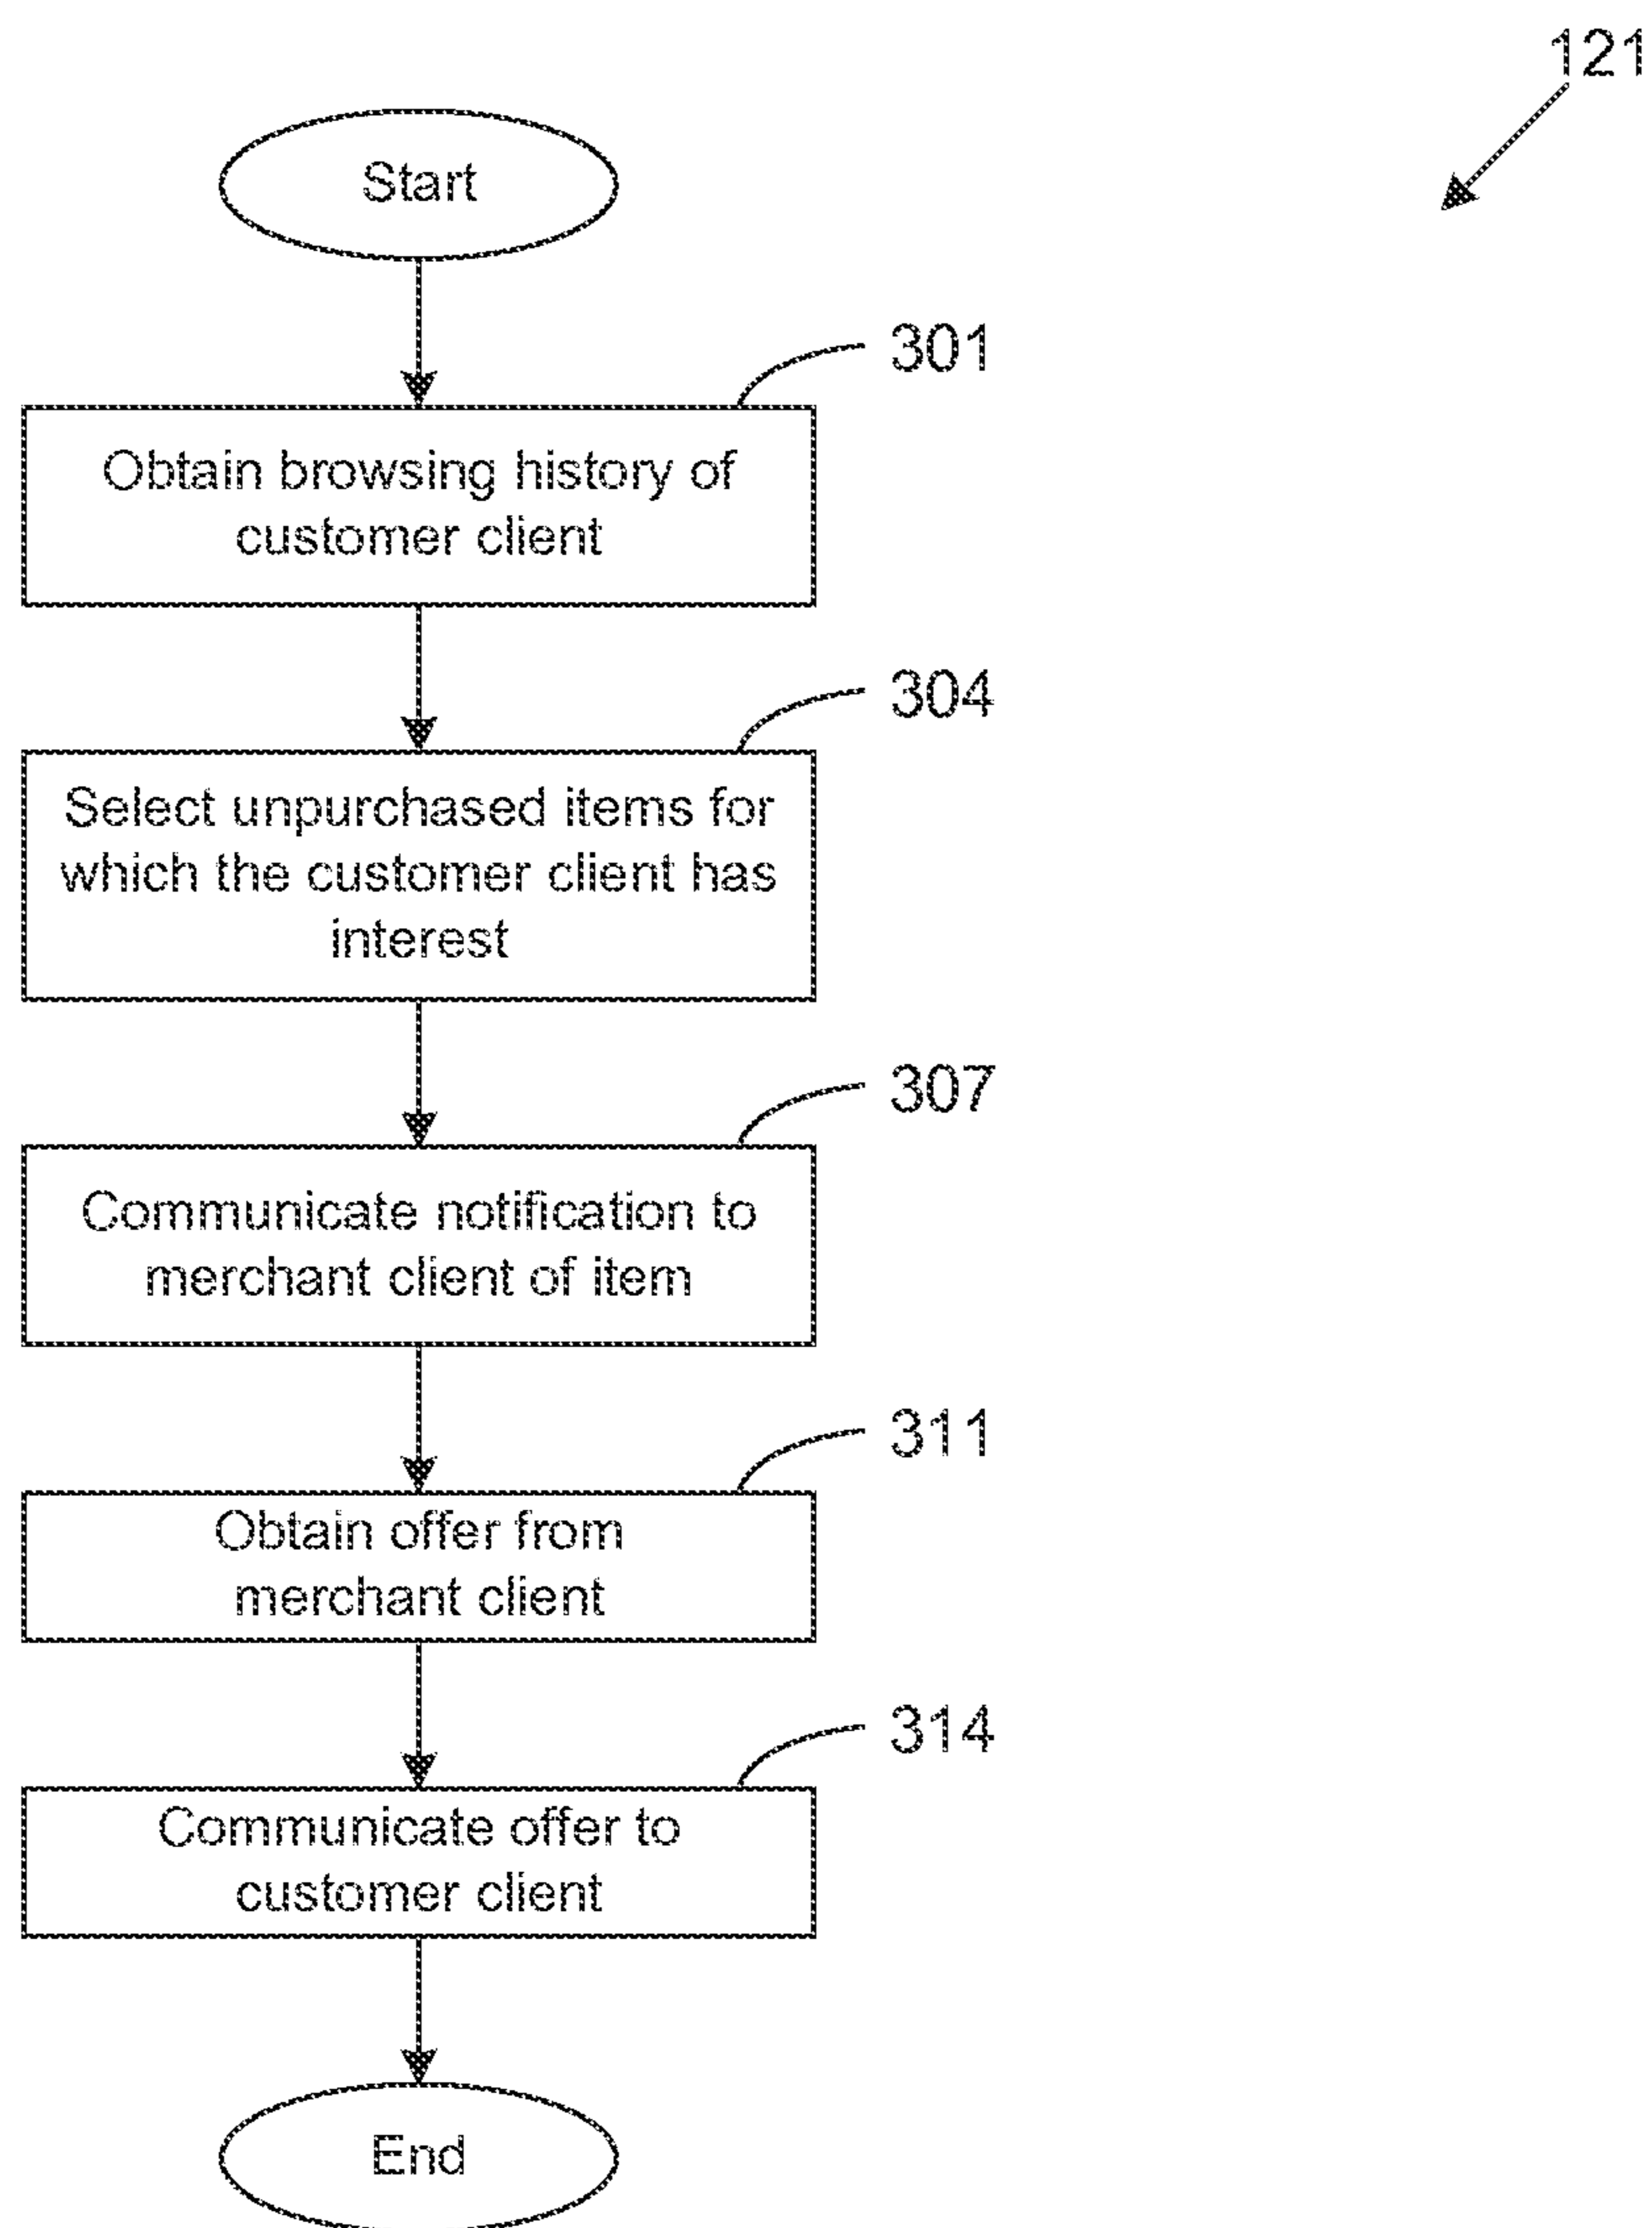 121
Start
301
Obtain browsing history of
customer client
304
Select unpurchased items for
which the customer client has
interest
307
Communicate notification to
merchant client of item
311
Obtain offer from
merchant client
314
Communicate offer to
customer client
End